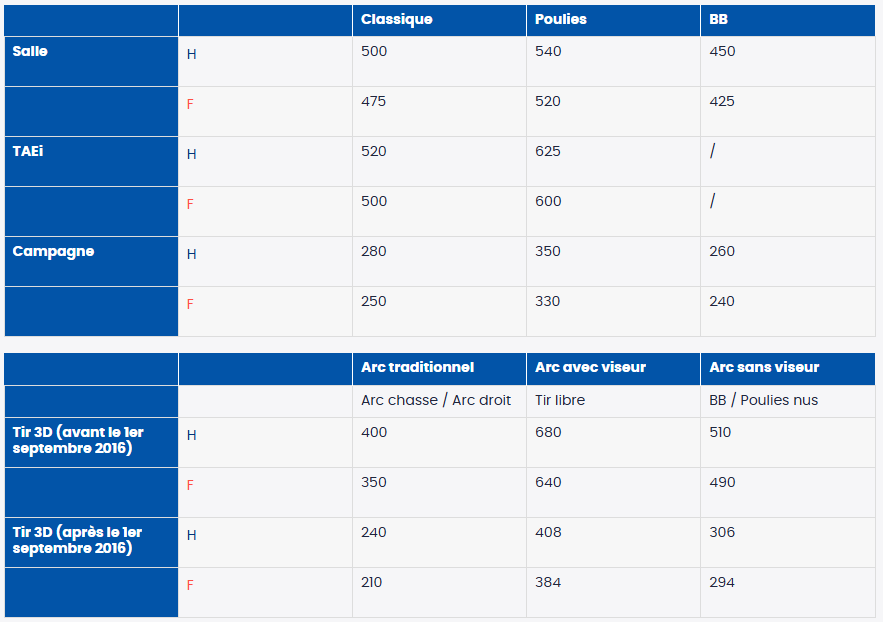 Classique Poulies BB
Salle H 500 540 450
F 475 520 425
TAEi H 520 625 /
F 500 600 /
Campagne H 280 350 260
F 250 330 240
Arc traditionnel Arc avec viseur Arc sans viseur
Arc chasse / Arc droit Tir libre BB / Poulies nus
Tir 3D (avant le 1er
septembre 2016) H 400 680 510
F 350 640 490
Tir 3D (après le 1er
septembre 2016) H 240 408 306
F 210 384 294